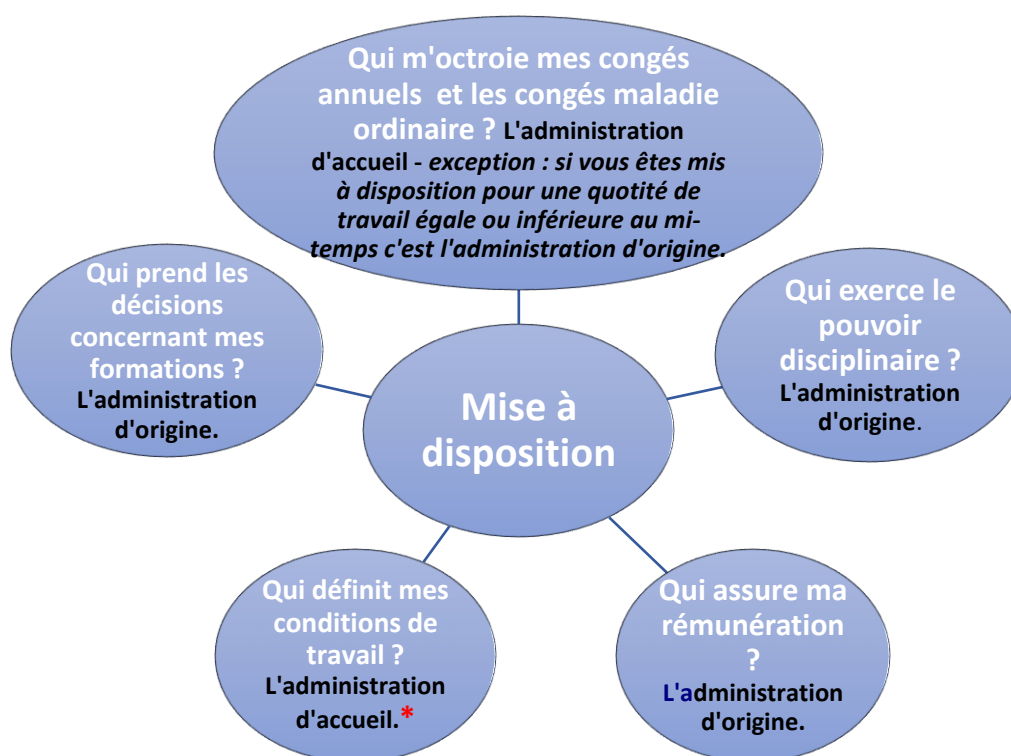 Qui m'octroie mes congés
annuels et les congés maladie
ordinaire ? L'administration
d'accueil - exception : si vous êtes mis
à disposition pour une quotité de
travail égale ou inférieure au mi-
temps c'est l'administration d'origine.
Qui prend les
décisions
concernant mes
formations ?
L'administration
d'origine.
Qui exerce le
pouvoir
disciplinaire ?
L'administration
d'origine.
Mise à
disposition
Qui définit mes
conditions de
travail ?
L'administration
d'accueil.*
Qui assure ma
rémunération
?
L'administration
d'origine.